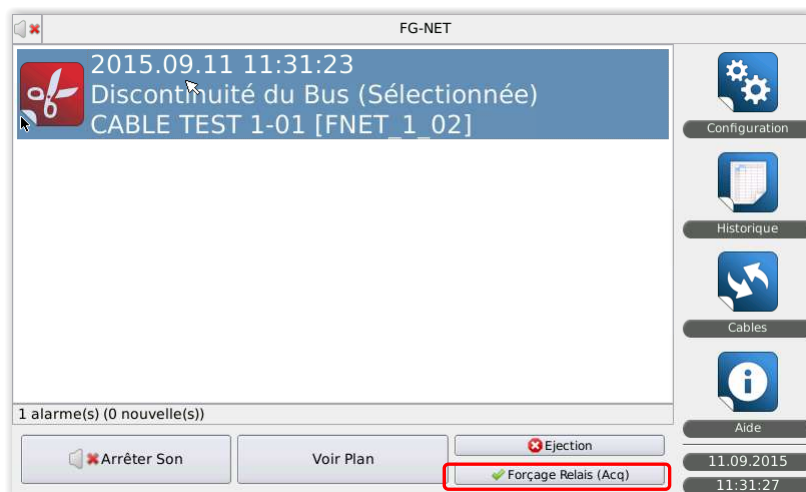 FG-NET
2015.09.11 11:31:23
Discontinuité du Bus (Sélectionnée)
CABLE TEST 1-01 [FNET_1_02]
Configuration
Historique
Cables
Aide
1 alarme(s) (0 nouvelle(s))
Arrêter Son
Voir Plan
Ejection
Forçage Relais (Acq)
11.09.2015
11:31:27